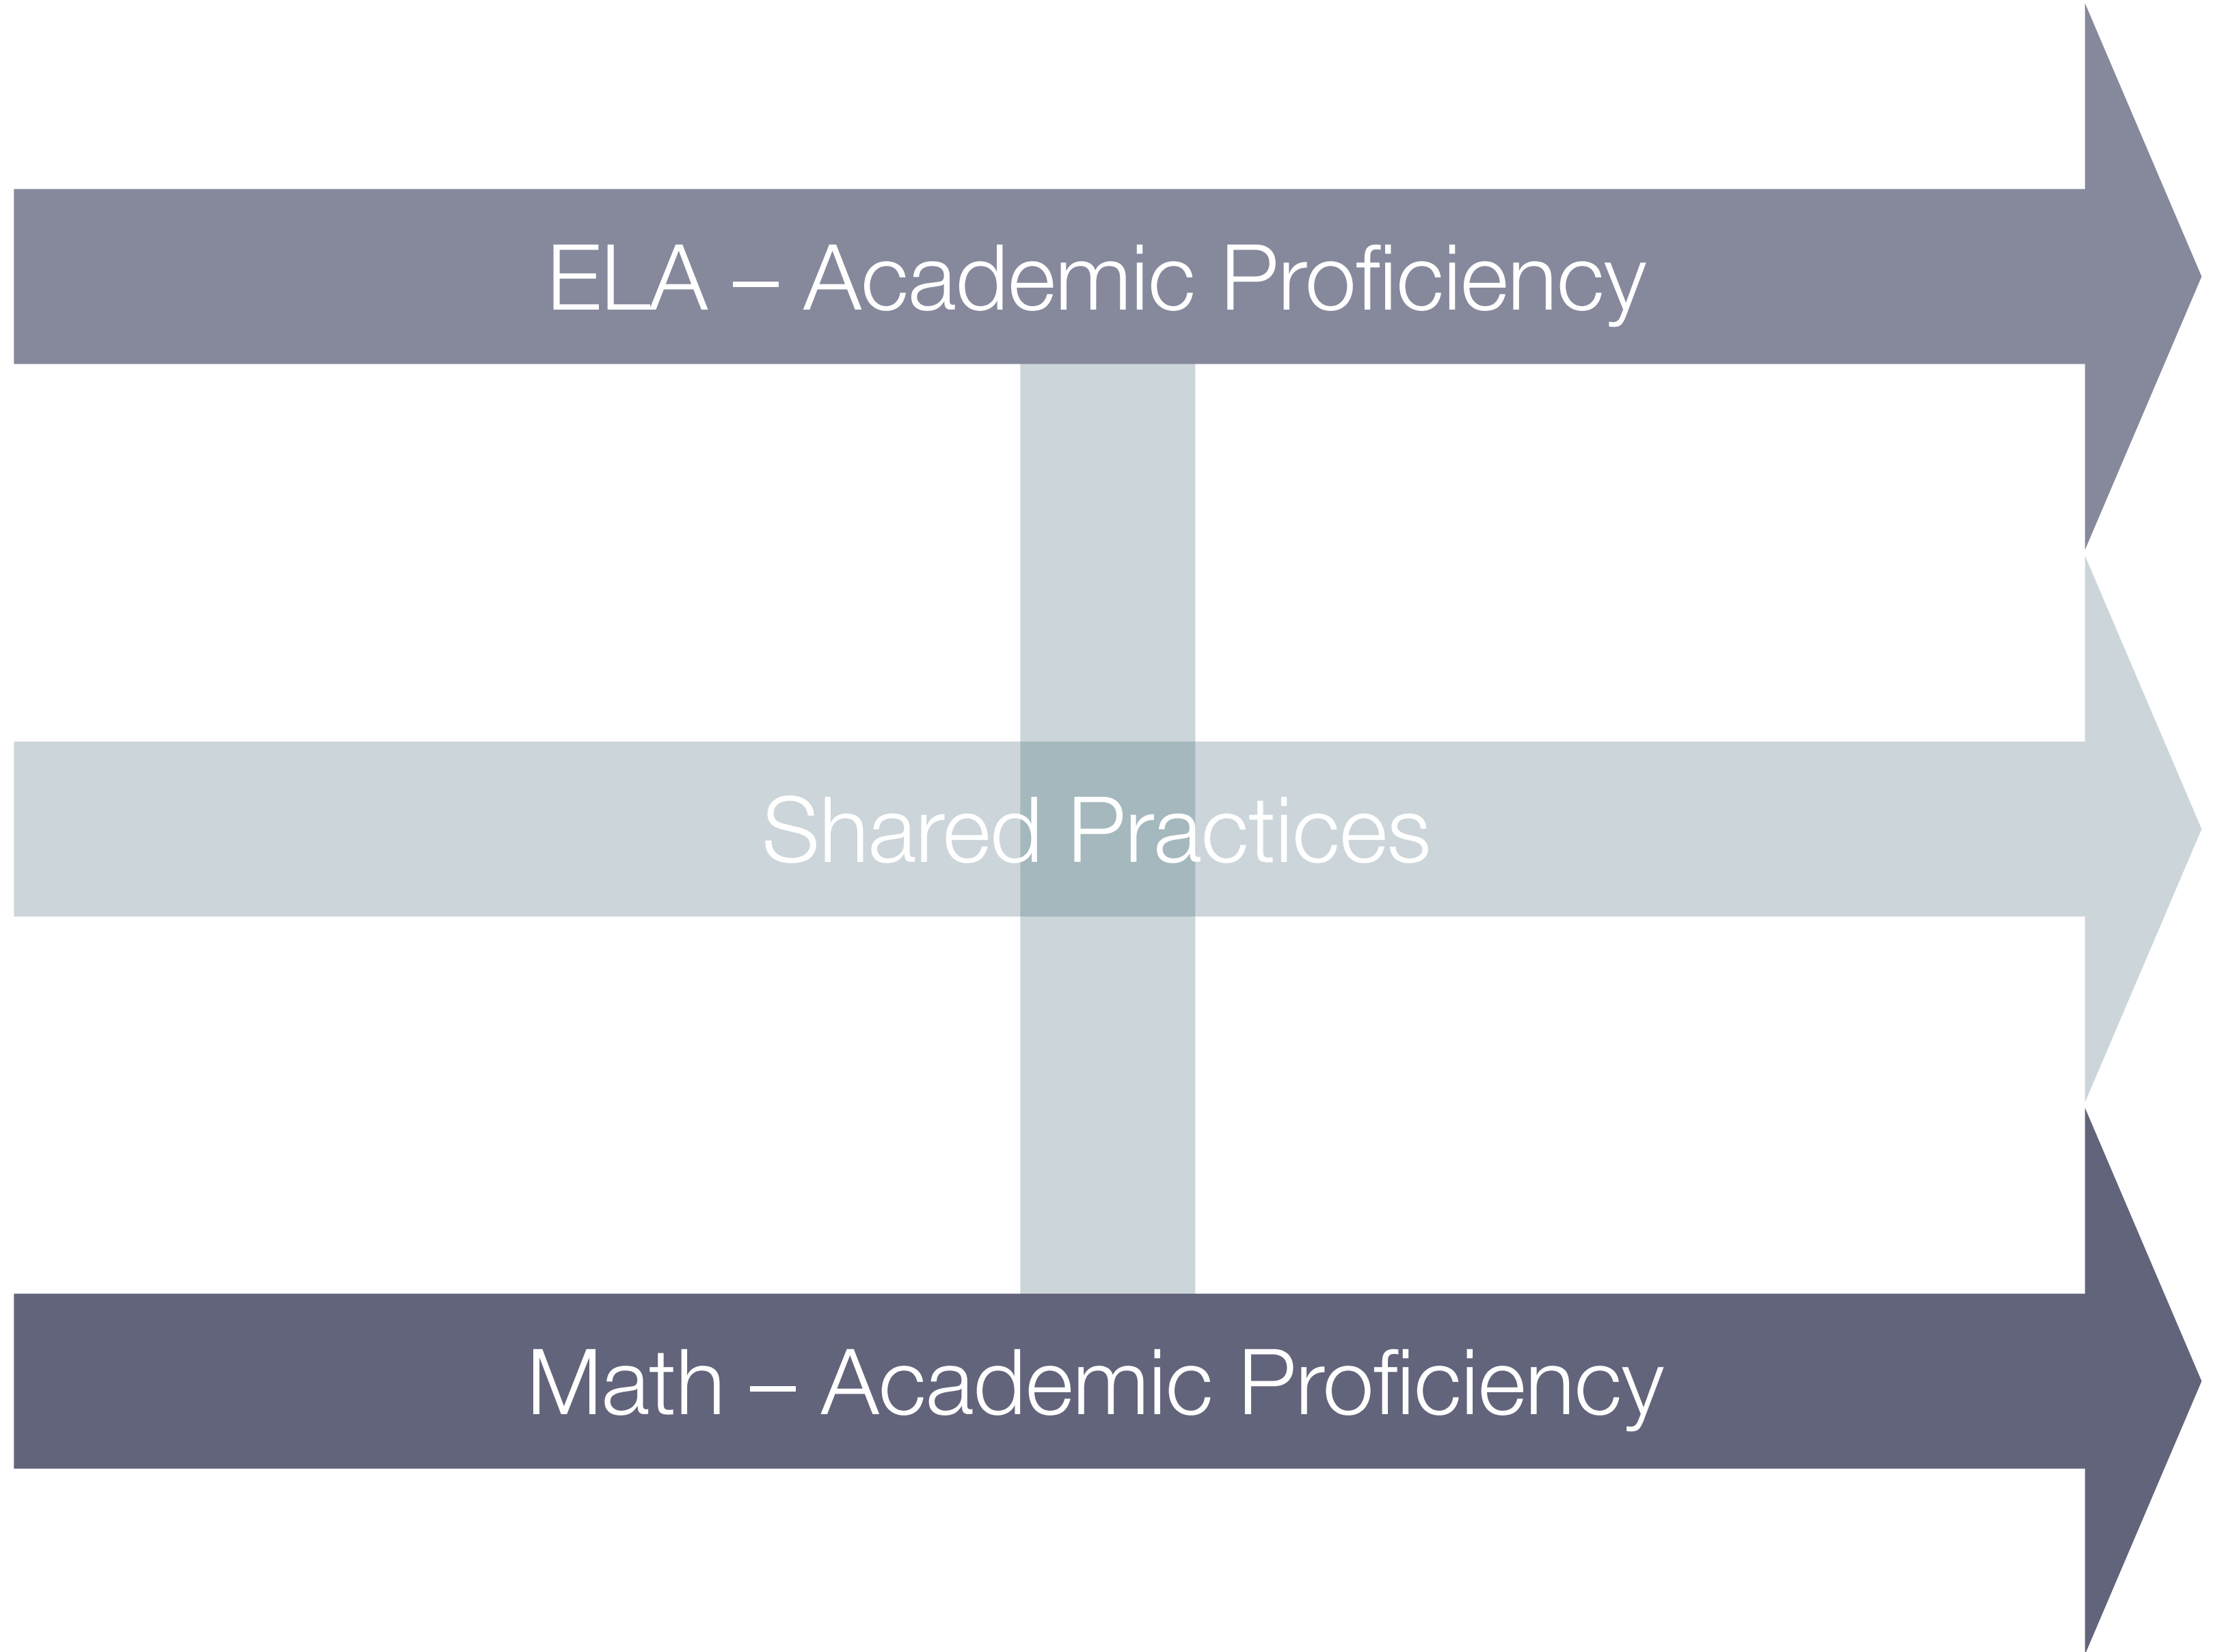 ELA – Academic Proficiency
Shared Practices
Math – Academic Proficiency